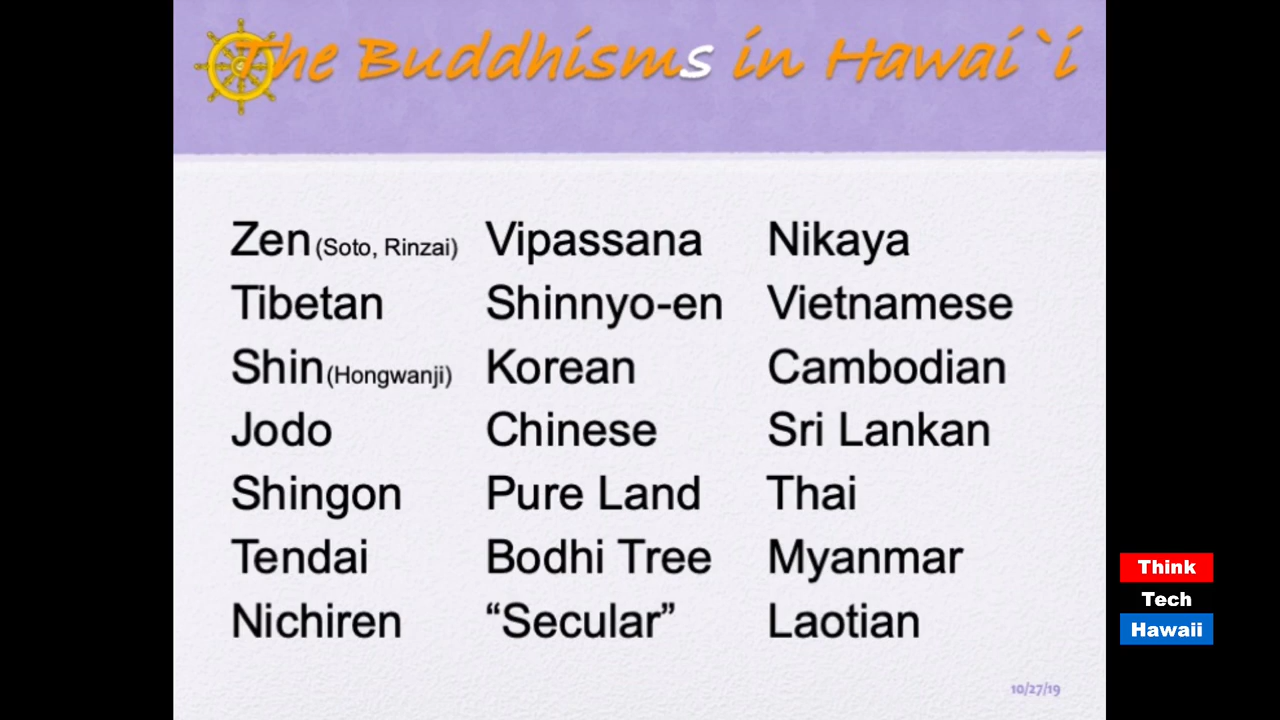 The Buddhisms in Hawai`i
Zen (Soto, Rinzai)
Tibetan
Shin (Hongwanji)
Jodo
Shingon
Tendai
Nichiren
Vipassana
Shinnyo-en
Korean
Chinese
Pure Land
Bodhi Tree
“Secular”
Nikaya
Vietnamese
Cambodian
Sri Lankan
Thai
Myanmar
Laotian
10/27/19
Think
Tech
Hawaii